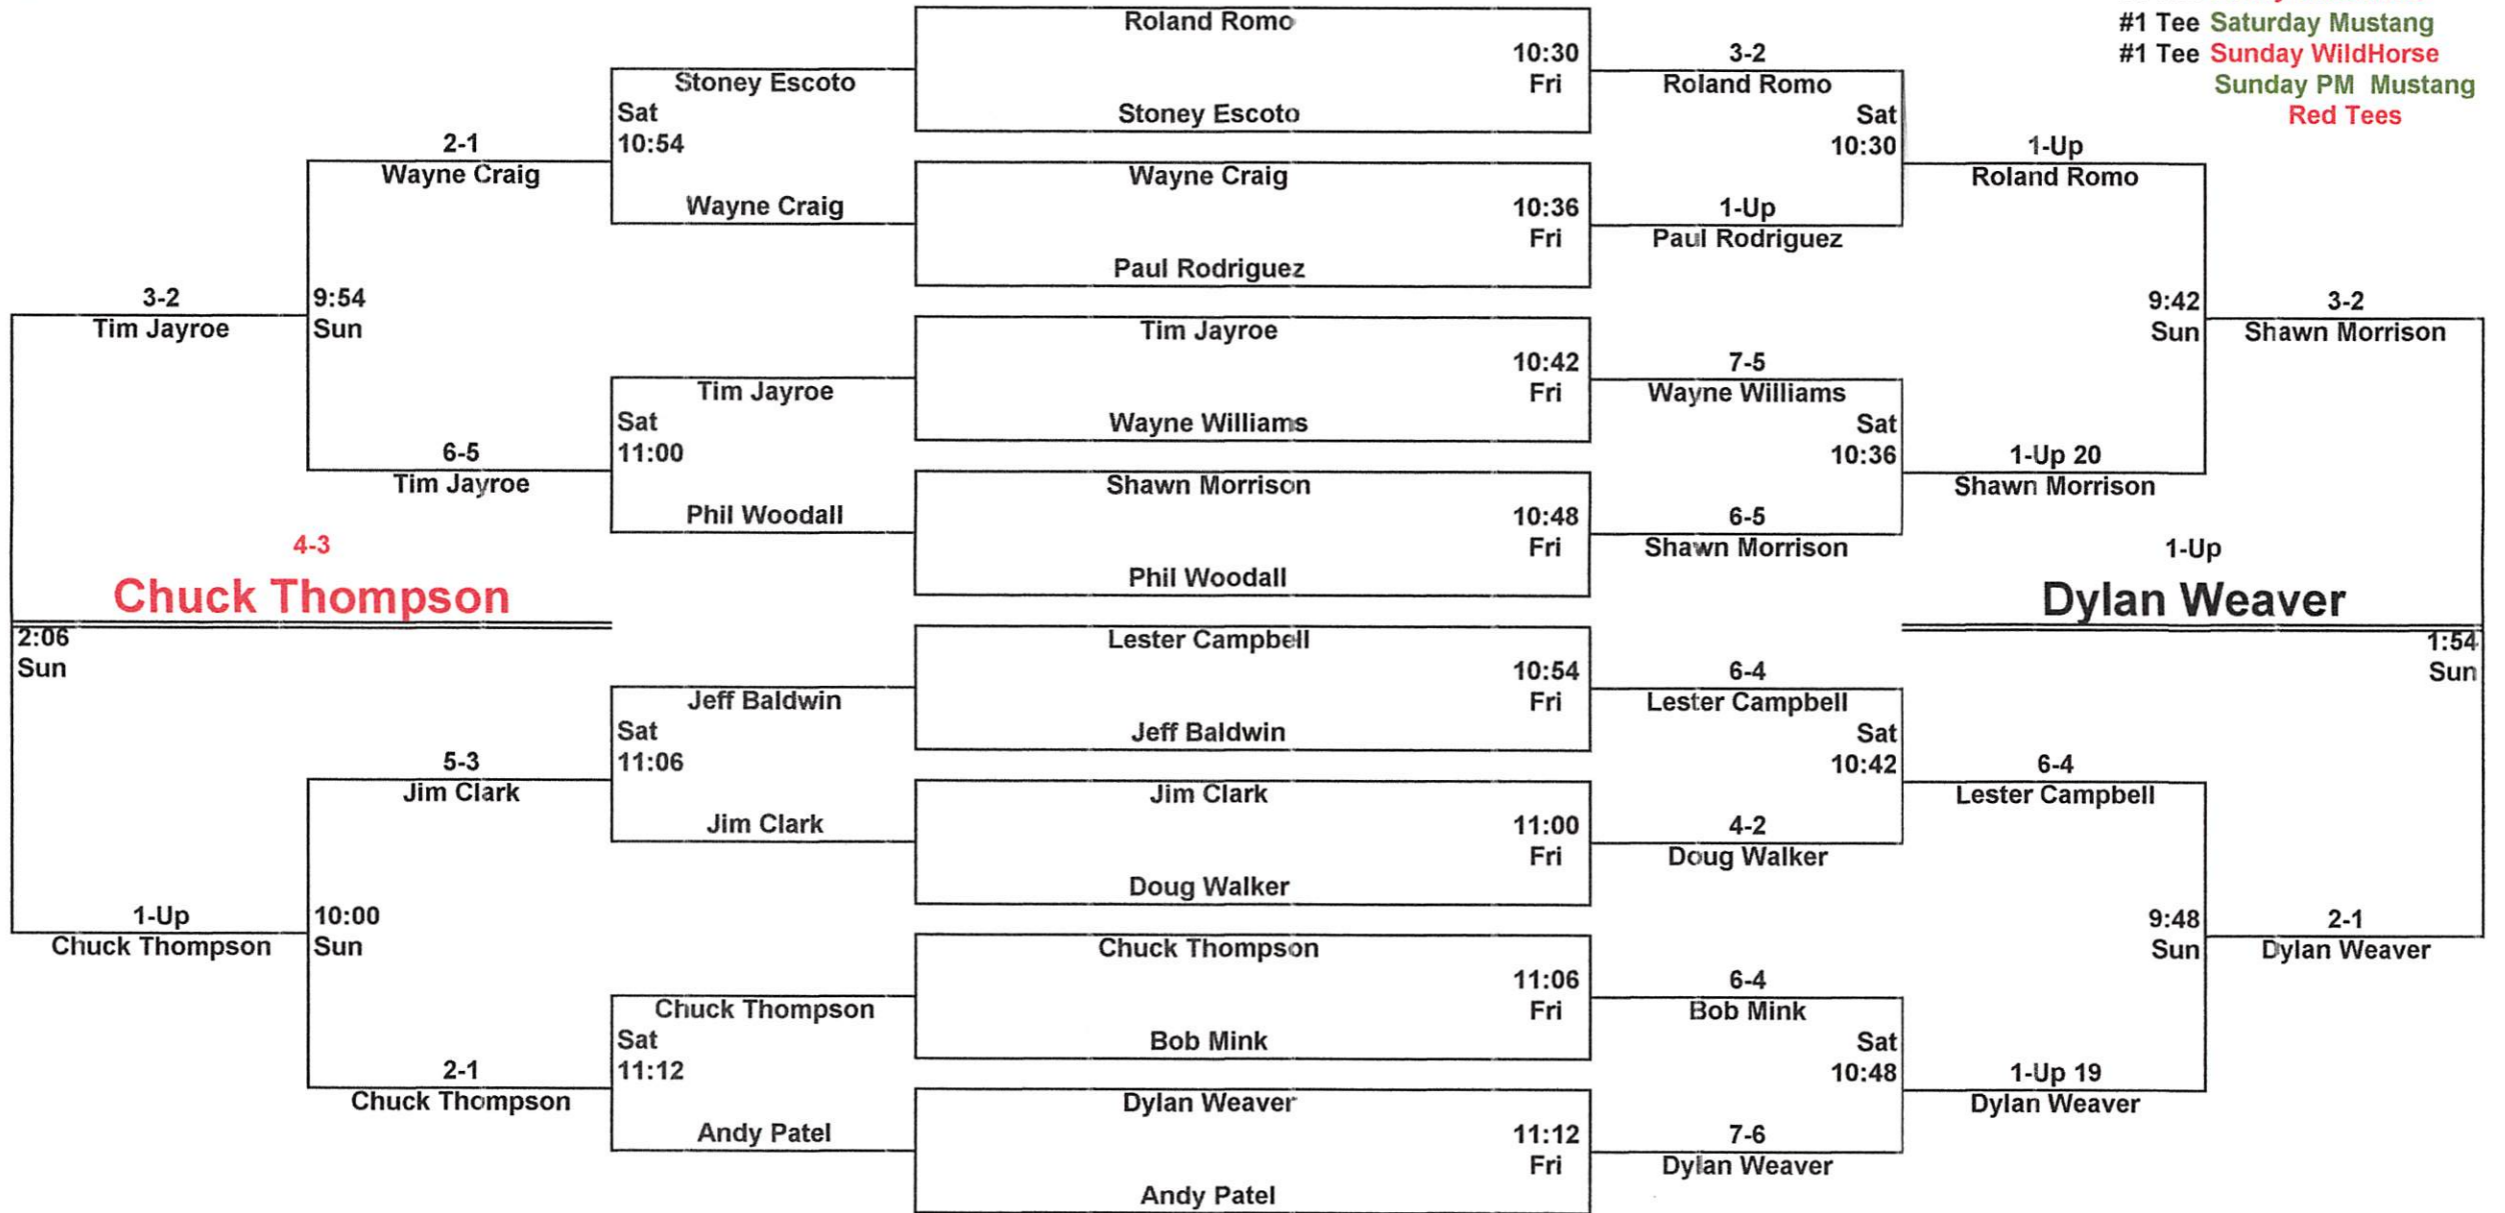 #1 Tee Saturday Mustang
#1 Tee Sunday WildHorse
Sunday PM Mustang
Red Tees
Roland Romo
10:30
Fri
Stoney Escoto
Wayne Craig
10:36
Fri
Paul Rodriguez
Tim Jayroe
10:42
Fri
Wayne Williams
Shawn Morrison
10:48
Fri
Phil Woodall
Lester Campbell
10:54
Fri
Jeff Baldwin
Jim Clark
11:00
Fri
Doug Walker
Chuck Thompson
11:06
Fri
Bob Mink
Dylan Weaver
11:12
Fri
Andy Patel
Stoney Escoto
Sat
10:54
Wayne Craig
Tim Jayroe
Sat
11:00
Phil Woodall
Jeff Baldwin
Sat
11:06
Jim Clark
Chuck Thompson
Sat
11:12
Andy Patel
2-1
Wayne Craig
9:54
Sun
6-5
Tim Jayroe
5-3
Jim Clark
10:00
Sun
2-1
Chuck Thompson
3-2
Tim Jayroe
4-3
Chuck Thompson
2:06
Sun
1-Up
Chuck Thompson
3-2
Roland Romo
Sat
10:30
1-Up
Paul Rodriguez
7-5
Wayne Williams
Sat
10:36
6-5
Shawn Morrison
6-4
Lester Campbell
Sat
10:42
4-2
Doug Walker
6-4
Bob Mink
Sat
10:48
7-6
Dylan Weaver
1-Up
Roland Romo
9:42
Sun
1-Up 20
Shawn Morrison
6-4
Lester Campbell
9:48
Sun
1-Up 19
Dylan Weaver
3-2
Shawn Morrison
1-Up
Dylan Weaver
1:54
Sun
2-1
Dylan Weaver